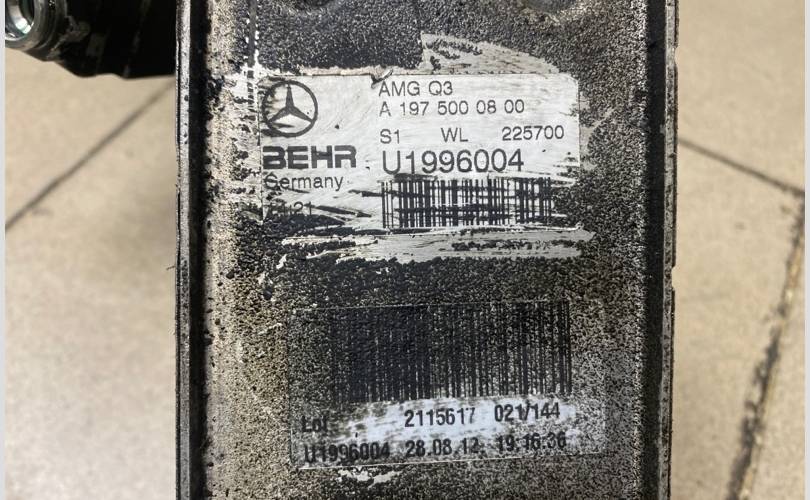 AMG Q3
A 197 500 08 00
S1 WL 225700
BEHR U1996004
Germany
Lot 2115617 021/144
U1996004 28.08.12 19:16:36